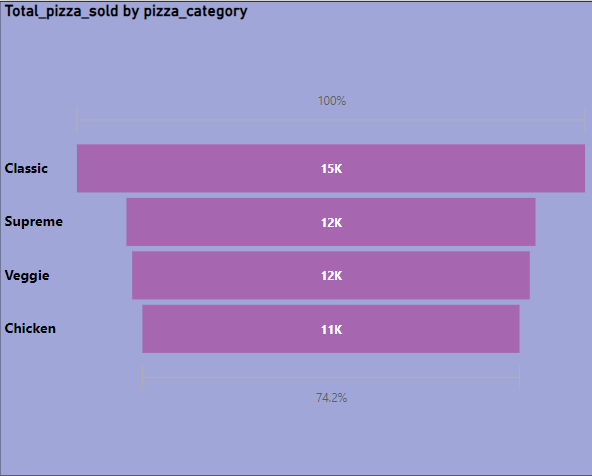 Total_pizza_sold by pizza_category
100%
Classic 15K
Supreme 12K
Veggie 12K
Chicken 11K
74.2%